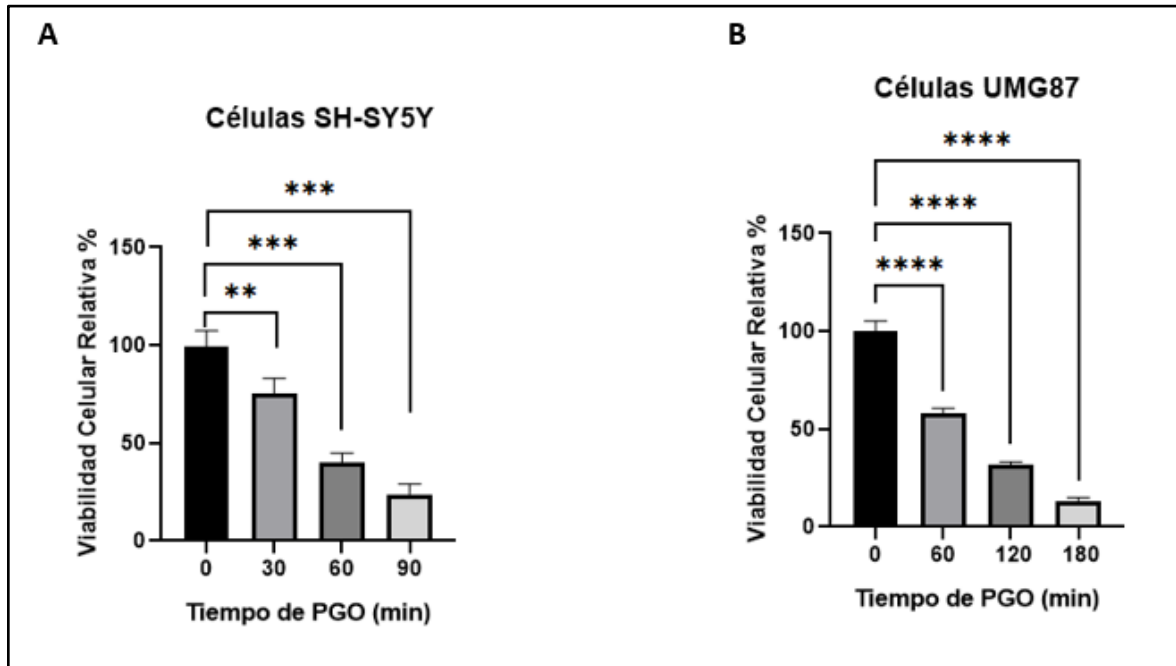 A
Células SH-SY5Y
***
***
**
Viabilidad Celular Relativa %
150
100
50
0
0 30 60 90
Tiempo de PGO (min)
B
Células UMG87
****
****
****
Viabilidad Celular Relativa %
150
100
50
0
0 60 120 180
Tiempo de PGO (min)